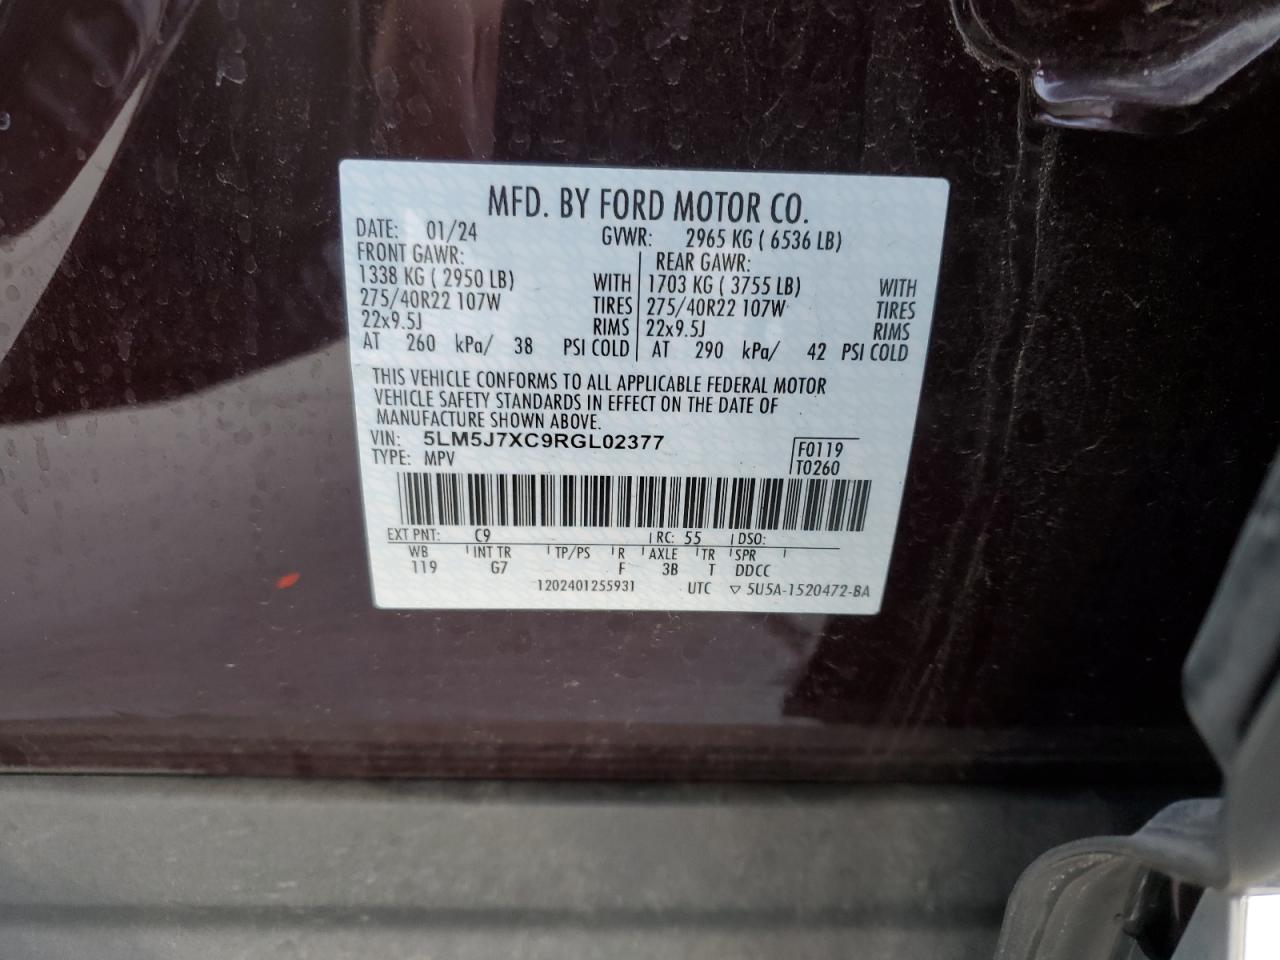 MFD. BY FORD MOTOR CO.
DATE: 01/24 GVWR: 2965 KG ( 6536 LB)
FRONT GAWR: REAR GAWR:
1338 KG ( 2950 LB) WITH 1703 KG ( 3755 LB) WITH
275/40R22 107W TIRES 275/40R22 107W TIRES
22x9.5J RIMS 22x9.5J RIMS
AT 260 kPa/ 38 PSI COLD AT 290 kPa/ 42 PSI COLD
THIS VEHICLE CONFORMS TO ALL APPLICABLE FEDERAL MOTOR
VEHICLE SAFETY STANDARDS IN EFFECT ON THE DATE OF
MANUFACTURE SHOWN ABOVE.
VIN: 5LM5J7XC9RGL02377 F0119
TYPE: MPV T0260
EXT PNT: C9 RC: 55 DSO:
WB INT TR TP/PS R AXLE TR SPR
119 G7 F 3B T DDCC
1202401255931 UTC ▽ 5U5A-1520472-BA